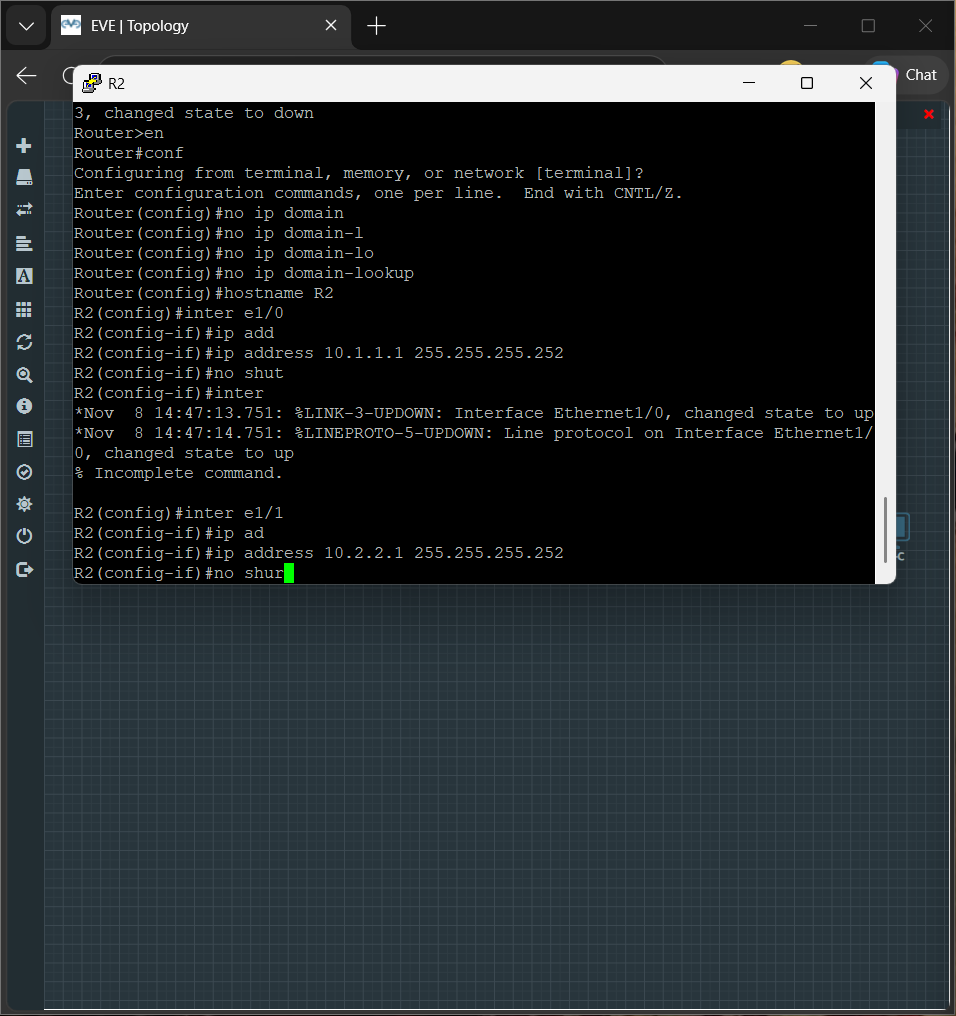 EVE | Topology
Chat
R2
3, changed state to down
Router>en
Router#conf
Configuring from terminal, memory, or network [terminal]?
Enter configuration commands, one per line.  End with CNTL/Z.
Router(config)#no ip domain
Router(config)#no ip domain-l
Router(config)#no ip domain-lo
Router(config)#no ip domain-lookup
Router(config)#hostname R2
R2(config)#inter e1/0
R2(config-if)#ip add
R2(config-if)#ip address 10.1.1.1 255.255.255.252
R2(config-if)#no shut
R2(config-if)#inter
*Nov  8 14:47:13.751: %LINK-3-UPDOWN: Interface Ethernet1/0, changed state to up
*Nov  8 14:47:14.751: %LINEPROTO-5-UPDOWN: Line protocol on Interface Ethernet1/
0, changed state to up
% Incomplete command.
R2(config)#inter e1/1
R2(config-if)#ip ad
R2(config-if)#ip address 10.2.2.1 255.255.255.252
R2(config-if)#no shur